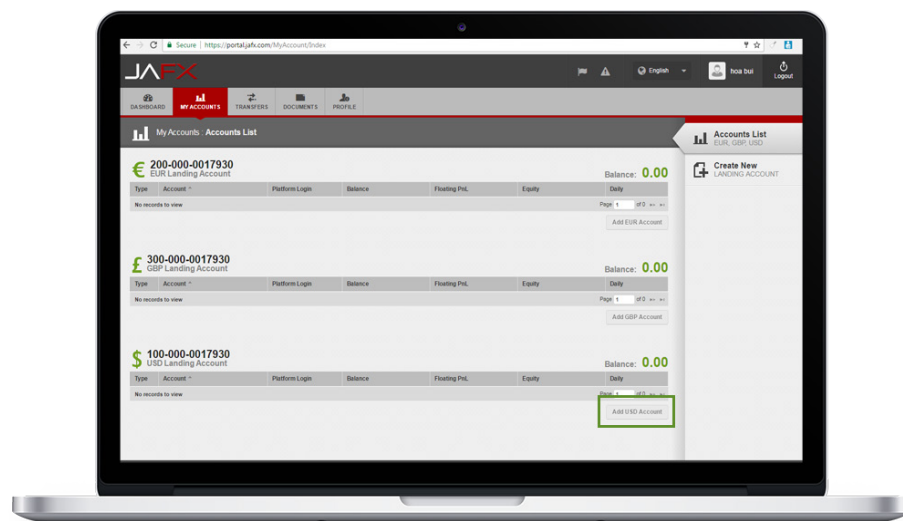 Secure | https://portal.jafx.com/MyAccount/Index
JAFX
English
hoa bui
Logout
DASHBOARD
MY ACCOUNTS
TRANSFERS
DOCUMENTS
PROFILE
My Accounts : Accounts List
Accounts List
EUR, GBP, USD
Create New
LANDING ACCOUNT
€ 200-000-0017930
EUR Landing Account
Balance: 0.00
Type Account Platform Login Balance Floating PnL Equity Daily
No records to view Page 1 of 0
Add EUR Account
£ 300-000-0017930
GBP Landing Account
Balance: 0.00
Type Account Platform Login Balance Floating PnL Equity Daily
No records to view Page 1 of 0
Add GBP Account
$ 100-000-0017930
USD Landing Account
Balance: 0.00
Type Account Platform Login Balance Floating PnL Equity Daily
No records to view Page 1 of 0
Add USD Account